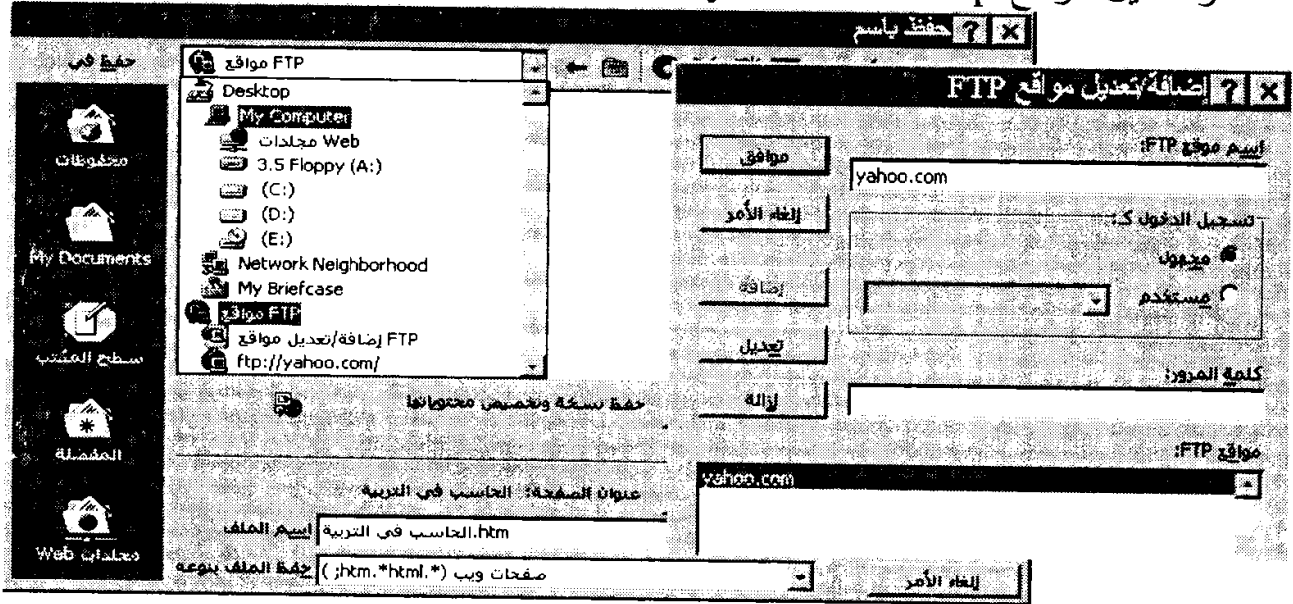 حفظ باسم
حفظ في
مواقع FTP
Desktop
My Computer
مجلدات Web
3.5 Floppy (A:)
(C:)
(D:)
(E:)
Network Neighborhood
My Briefcase
مواقع FTP
إضافة/تعديل مواقع FTP
ftp://yahoo.com/
محفوظات
My Documents
سطح المكتب
المفضلة
مجلدات Web
حفظ نسخة وتخصيص محتوياتها
عنوان الصفحة: الحاسب في التربية
اسم الملف
الحاسب في التربية.htm
حفظ الملف بنوعه
صفحات ويب (*.htm.*html; )
إلغاء الأمر
إضافة/تعديل مواقع FTP
اسم موقع FTP:
yahoo.com
تسجيل الدخول كـ:
مجهول
مستخدم
كلمة المرور:
مواقع FTP:
yahoo.com
موافق
إلغاء الأمر
إضافة
تعديل
إزالة